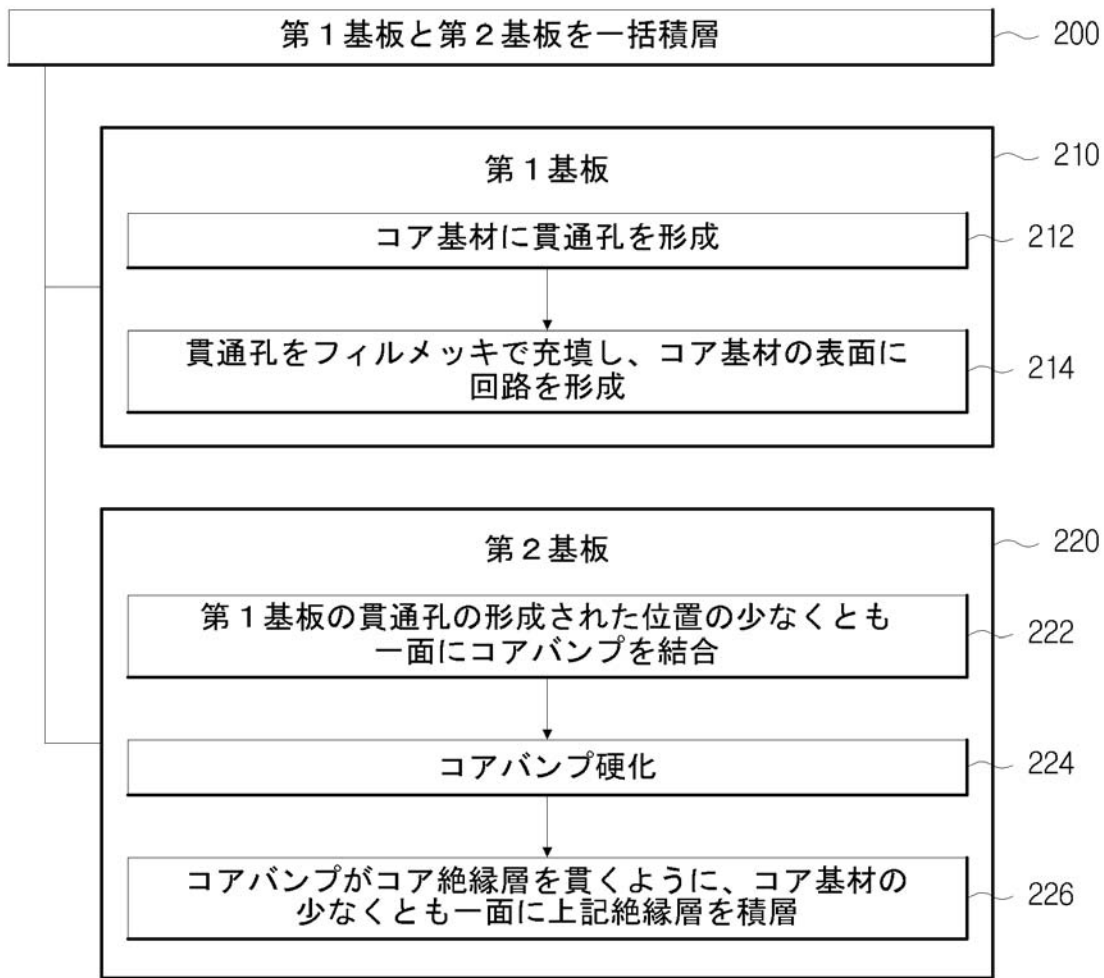 第１基板と第２基板を一括積層
200
第１基板
210
コア基材に貫通孔を形成
212
貫通孔をフィルメッキで充填し、コア基材の表面に
回路を形成
214
第２基板
220
第１基板の貫通孔の形成された位置の少なくとも
一面にコアバンプを結合
222
コアバンプ硬化
224
コアバンプがコア絶縁層を貫くように、コア基材の
少なくとも一面に上記絶縁層を積層
226